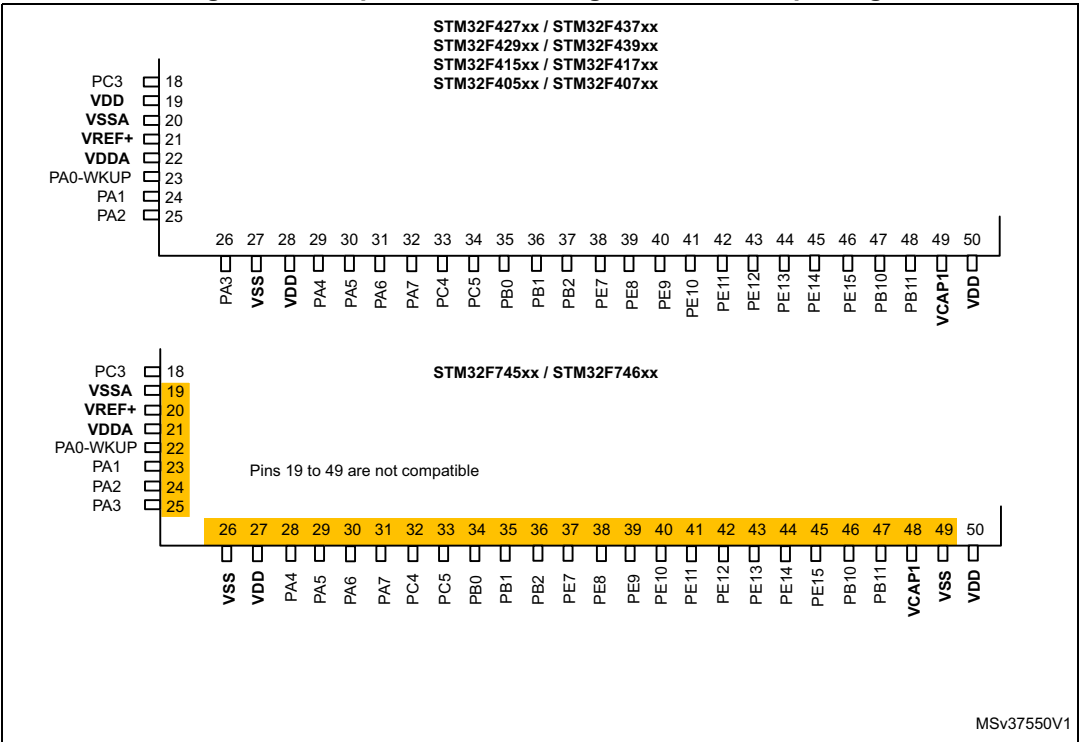 STM32F427xx / STM32F437xx
STM32F429xx / STM32F439xx
STM32F415xx / STM32F417xx
STM32F405xx / STM32F407xx
PC3 18
VDD 19
VSSA 20
VREF+ 21
VDDA 22
PA0-WKUP 23
PA1 24
PA2 25
26 27 28 29 30 31 32 33 34 35 36 37 38 39 40 41 42 43 44 45 46 47 48 49 50
PA3 VSS VDD PA4 PA5 PA6 PA7 PC4 PC5 PB0 PB1 PB2 PE7 PE8 PE9 PE10 PE11 PE12 PE13 PE14 PE15 PB10 PB11 VCAP1 VDD
STM32F745xx / STM32F746xx
PC3 18
VSSA 19
VREF+ 20
VDDA 21
PA0-WKUP 22
PA1 23
PA2 24
PA3 25
Pins 19 to 49 are not compatible
26 27 28 29 30 31 32 33 34 35 36 37 38 39 40 41 42 43 44 45 46 47 48 49 50
VSS VDD PA4 PA5 PA6 PA7 PC4 PC5 PB0 PB1 PB2 PE7 PE8 PE9 PE10 PE11 PE12 PE13 PE14 PE15 PB10 PB11 VCAP1 VSS VDD
MSv37550V1